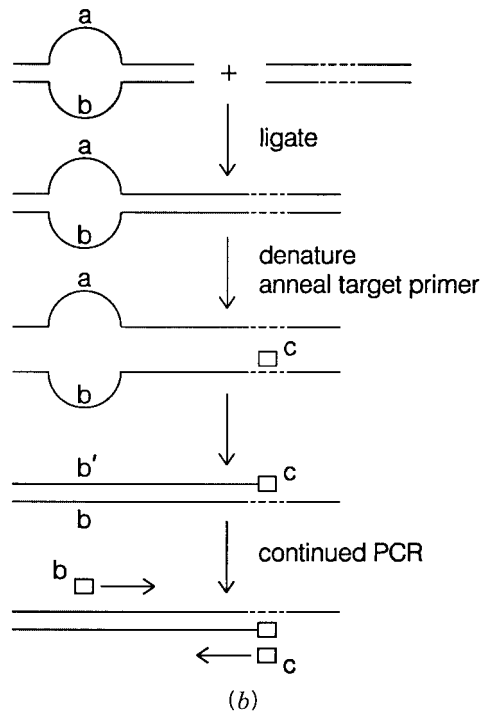 a
+
b
ligate
a
b
denature
anneal target primer
a
c
b
b′
c
b
continued PCR
b
c
(b)